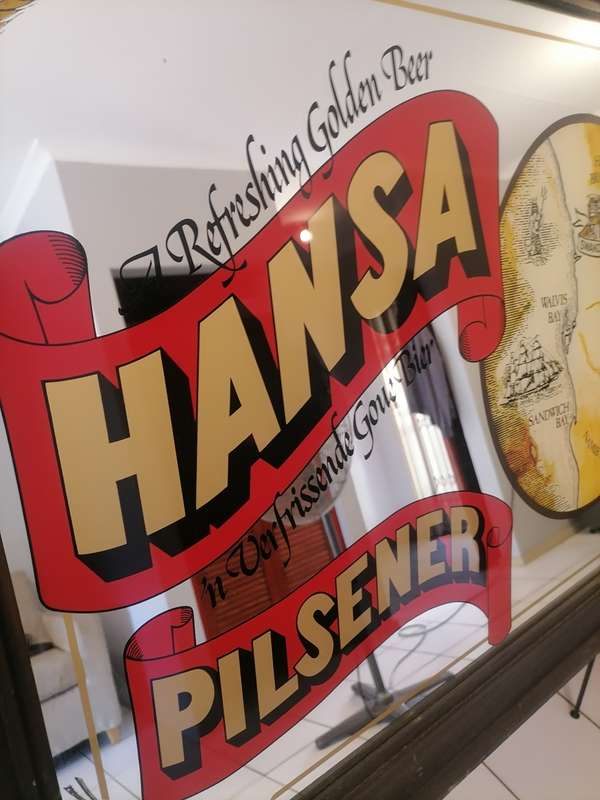 A Refreshing Golden Beer
HANSA
'n Verfrissende Goue Bier
PILSENER
WALVIS
BAY
SANDWICH
BAY